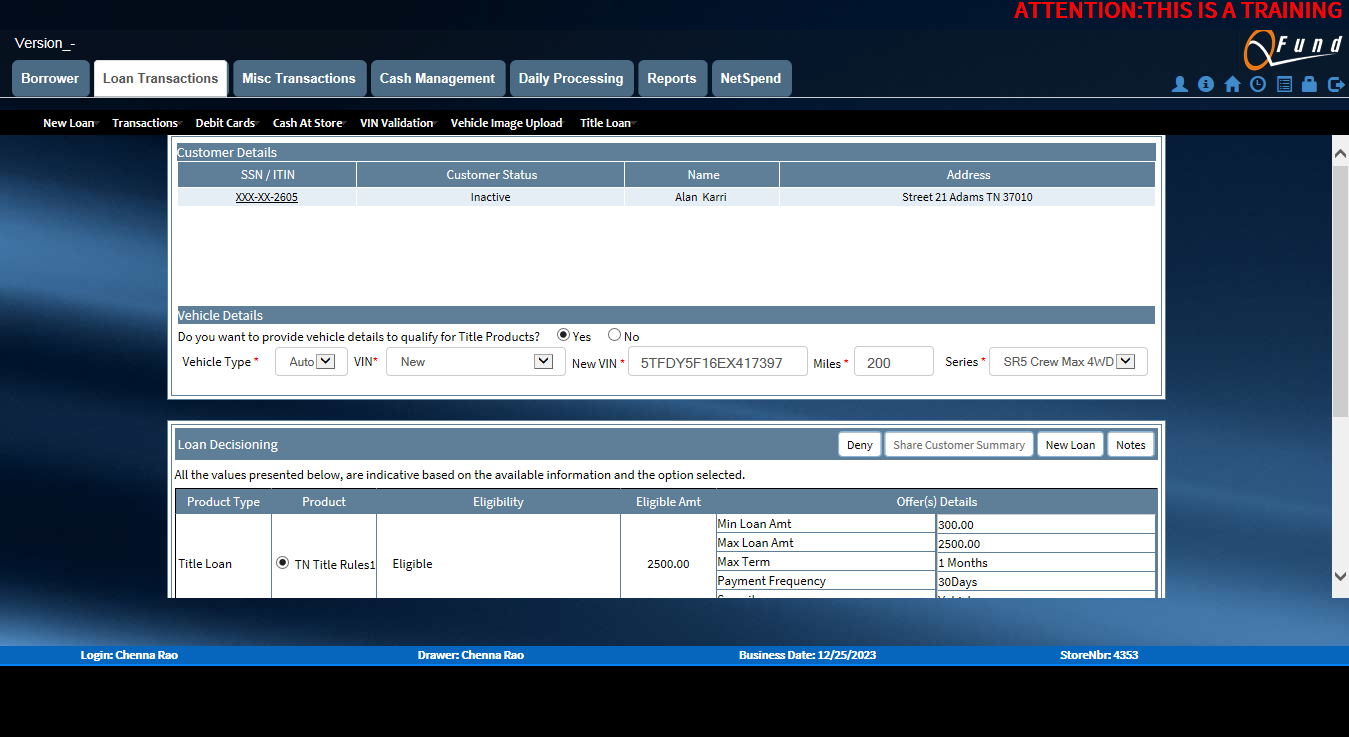 ATTENTION:THIS IS A TRAINING
Version_-
QFund
Borrower Loan Transactions Misc Transactions Cash Management Daily Processing Reports NetSpend
New Loan Transactions Debit Cards Cash At Store VIN Validation Vehicle Image Upload Title Loan
Customer Details
SSN / ITIN Customer Status Name Address
XXX-XX-2605 Inactive Alan Karri Street 21 Adams TN 37010
Vehicle Details
Do you want to provide vehicle details to qualify for Title Products? Yes No
Vehicle Type * Auto VIN* New New VIN * 5TFDY5F16EX417397 Miles * 200 Series * SR5 Crew Max 4WD
Loan Decisioning Deny Share Customer Summary New Loan Notes
All the values presented below, are indicative based on the available information and the option selected.
Product Type Product Eligibility Eligible Amt Offer(s) Details
Min Loan Amt 300.00
Max Loan Amt 2500.00
Title Loan TN Title Rules1 Eligible 2500.00 Max Term 1 Months
Payment Frequency 30Days
Login: Chenna Rao Drawer: Chenna Rao Business Date: 12/25/2023 StoreNbr: 4353